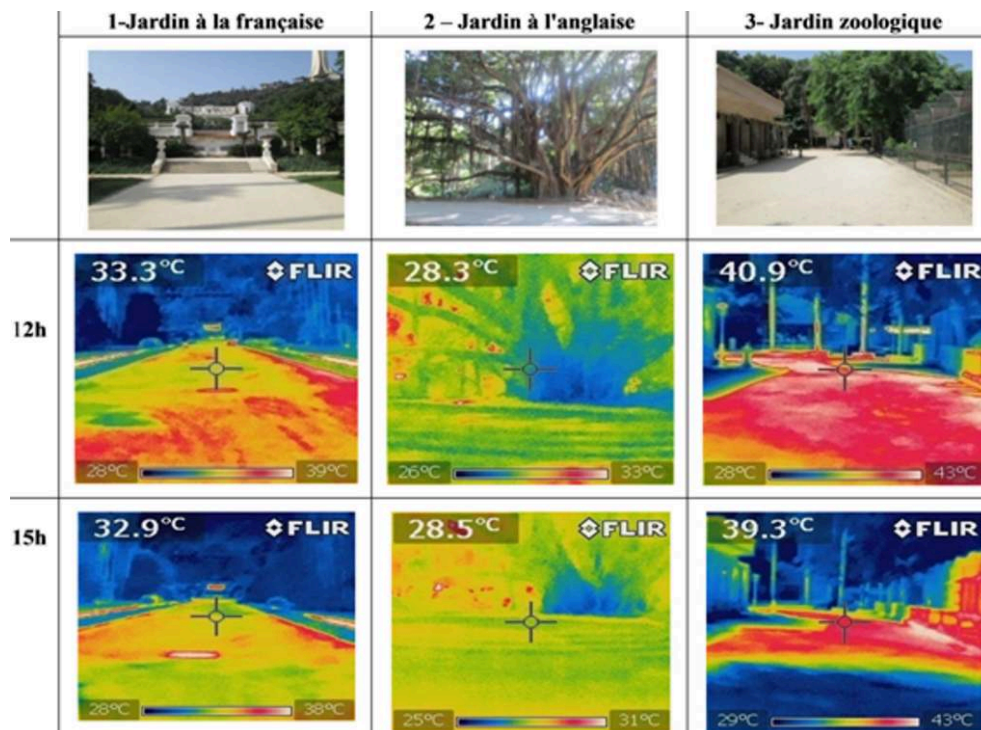 1-Jardin à la française
2 – Jardin à l'anglaise
3- Jardin zoologique
12h
33.3°C
FLIR
28°C
39°C
28.3°C
FLIR
26°C
33°C
40.9°C
FLIR
28°C
43°C
15h
32.9°C
FLIR
28°C
38°C
28.5°C
FLIR
25°C
31°C
39.3°C
FLIR
29°C
43°C